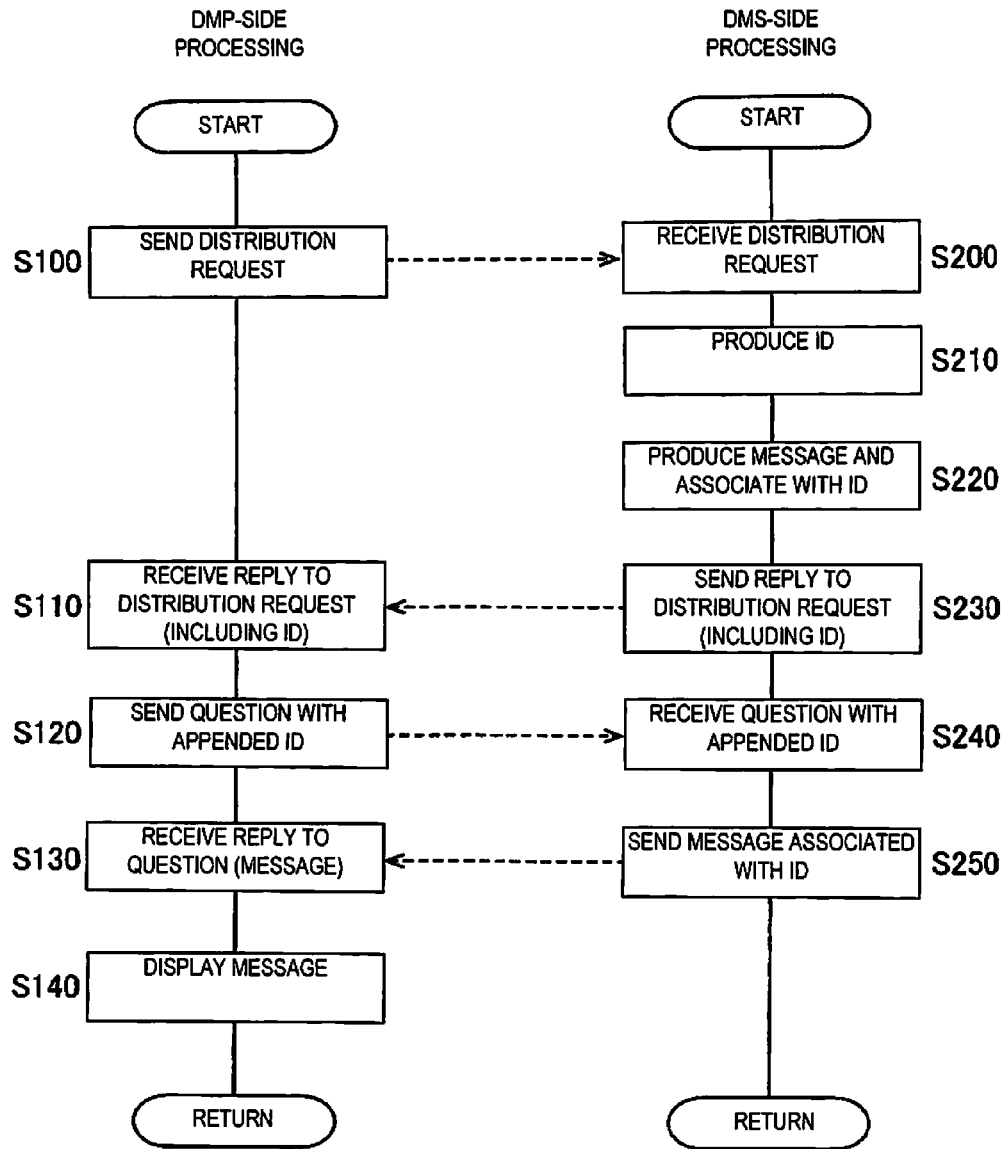 DMP-SIDE
PROCESSING
DMS-SIDE
PROCESSING
START
START
S100
SEND DISTRIBUTION
REQUEST
RECEIVE DISTRIBUTION
REQUEST
S200
PRODUCE ID
S210
PRODUCE MESSAGE AND
ASSOCIATE WITH ID
S220
S110
RECEIVE REPLY TO
DISTRIBUTION REQUEST
(INCLUDING ID)
SEND REPLY TO
DISTRIBUTION REQUEST
(INCLUDING ID)
S230
S120
SEND QUESTION WITH
APPENDED ID
RECEIVE QUESTION WITH
APPENDED ID
S240
S130
RECEIVE REPLY TO
QUESTION (MESSAGE)
SEND MESSAGE ASSOCIATED
WITH ID
S250
S140
DISPLAY MESSAGE
RETURN
RETURN